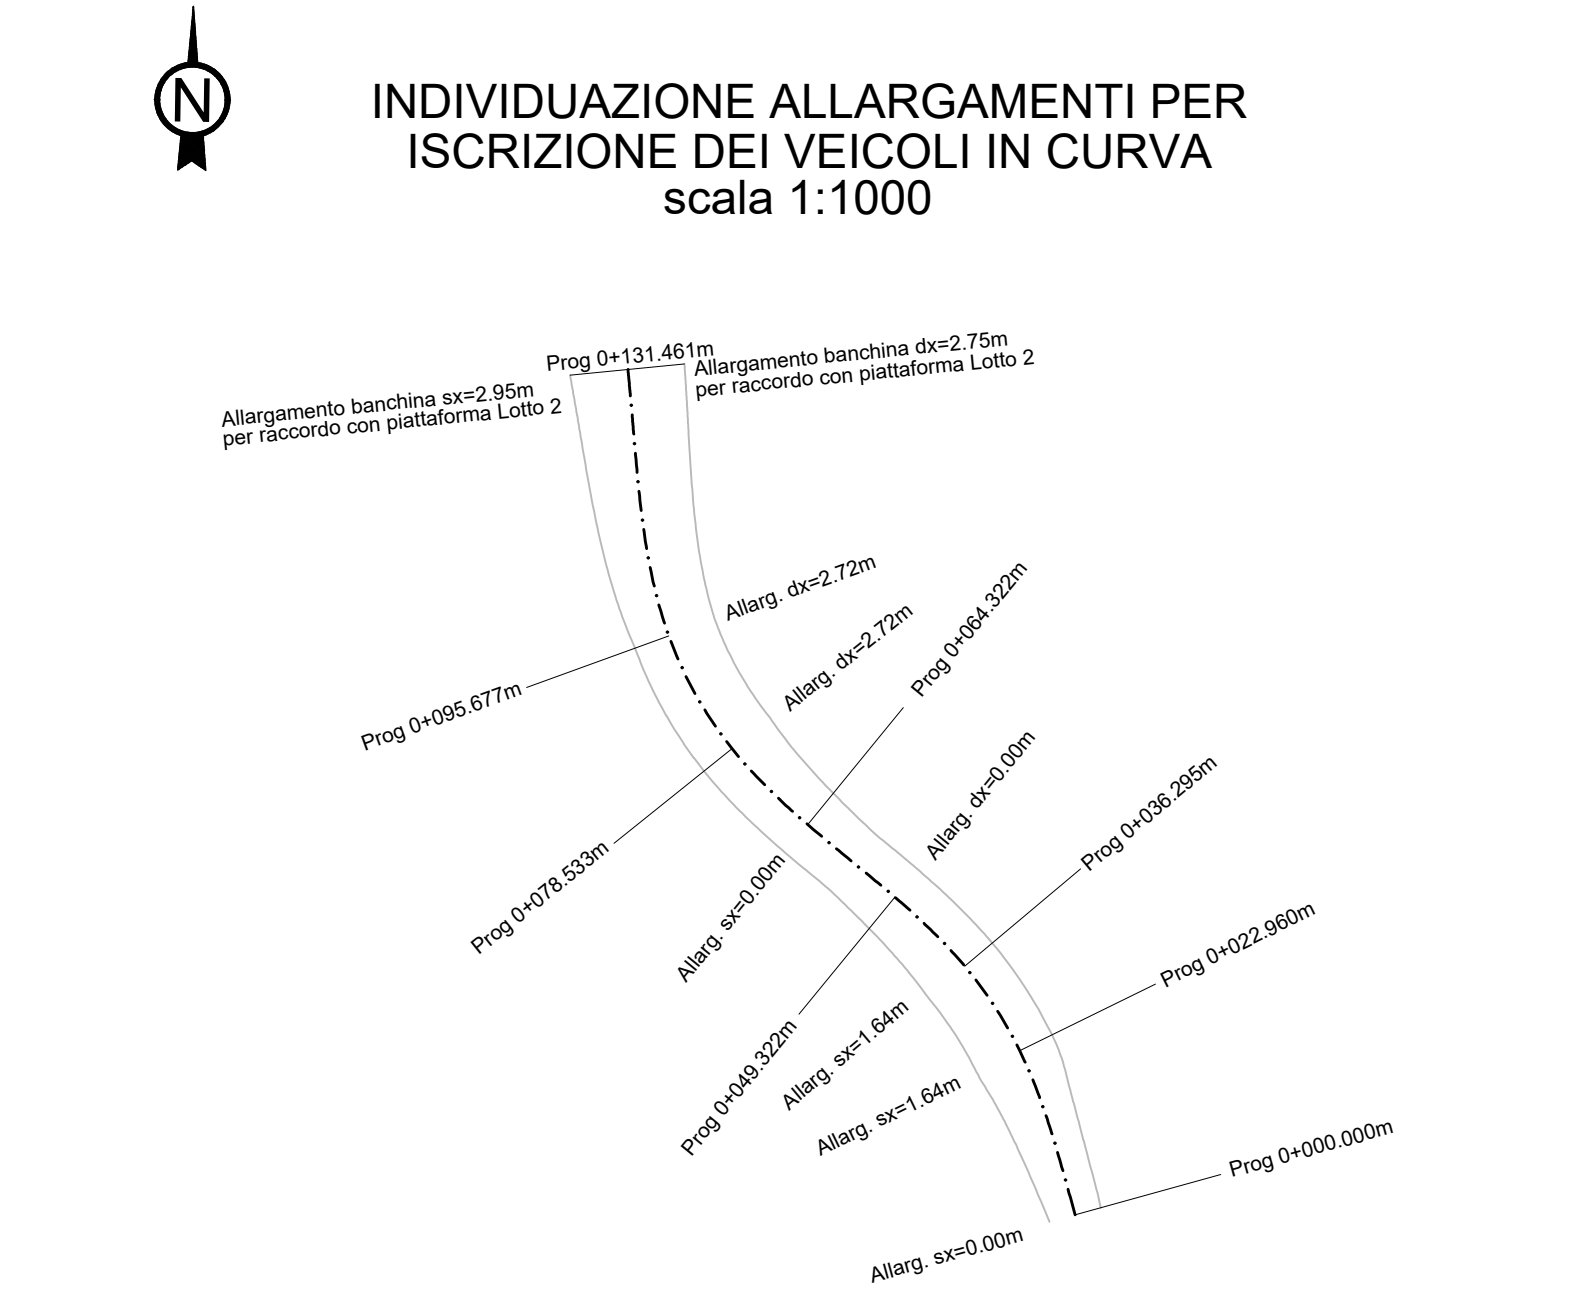 N
INDIVIDUAZIONE ALLARGAMENTI PER
ISCRIZIONE DEI VEICOLI IN CURVA
scala 1:1000
Prog 0+131.461m
Allargamento banchina dx=2.75m
per raccordo con piattaforma Lotto 2
Allargamento banchina sx=2.95m
per raccordo con piattaforma Lotto 2
Allarg. dx=2.72m
Allarg. dx=2.72m
Prog 0+064.322m
Prog 0+095.677m
Allarg. dx=0.00m
Prog 0+036.295m
Prog 0+078.533m
Allarg. sx=0.00m
Prog 0+022.960m
Prog 0+049.322m
Allarg. sx=1.64m
Allarg. sx=1.64m
Prog 0+000.000m
Allarg. sx=0.00m